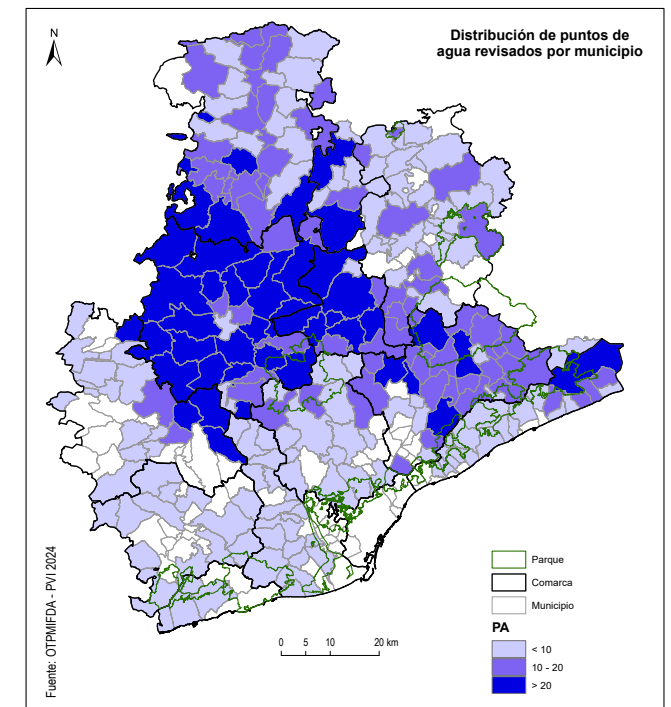 Distribución de puntos de
agua revisados por municipio
N
Parque
Comarca
Municipio
PA
< 10
10 - 20
> 20
0 5 10 20 km
Fuente: OTPMIFDA - PVI 2024